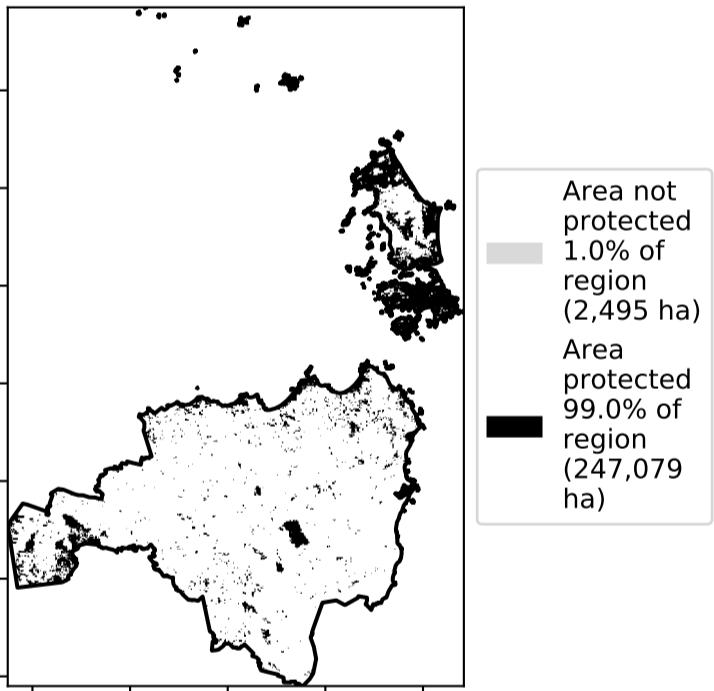 Area not
protected
1.0% of
region
(2,495 ha)
Area
protected
99.0% of
region
(247,079
ha)